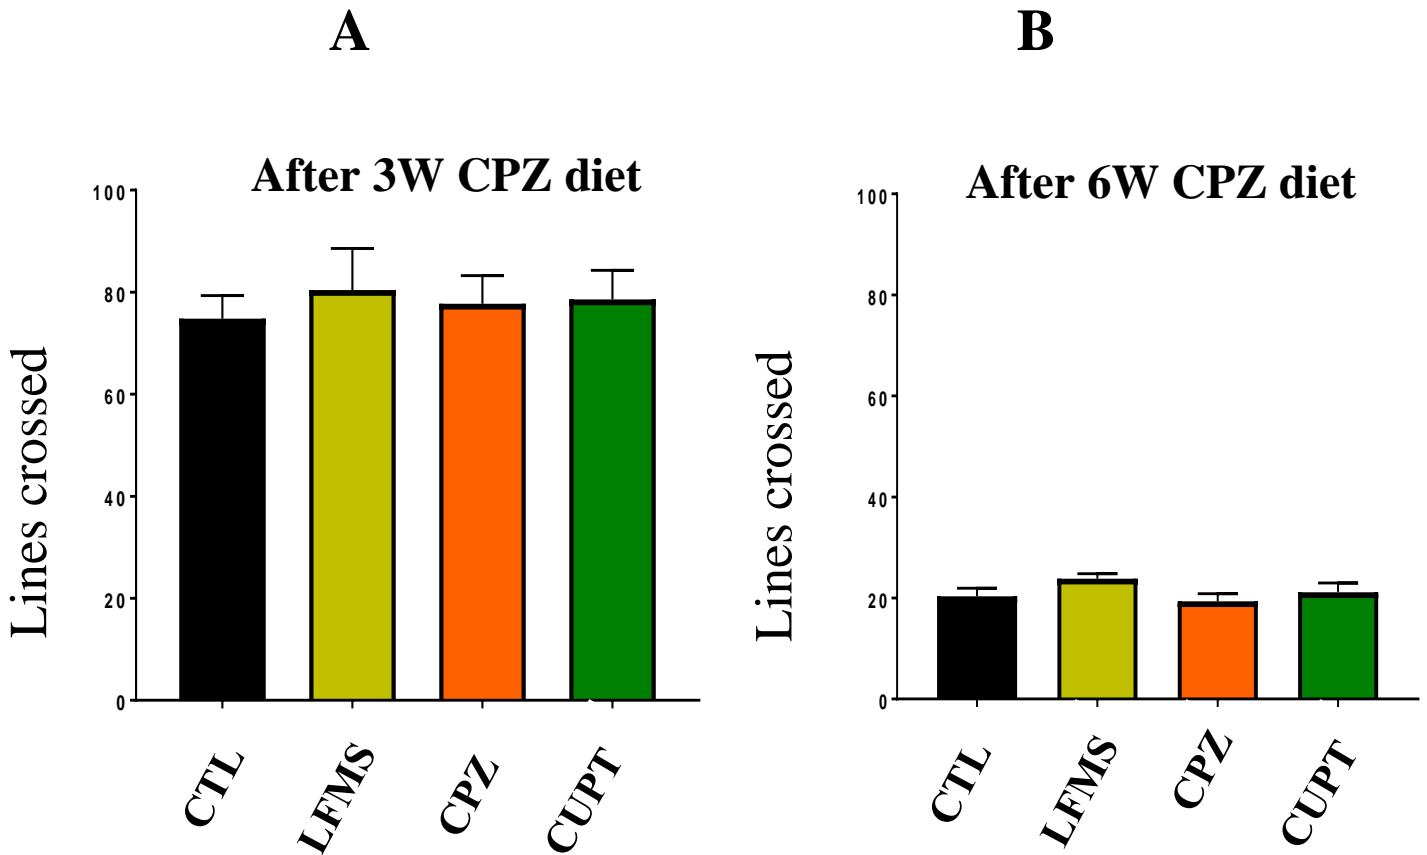 A
After 3W CPZ diet
Lines crossed
100
80
60
40
20
0
CTL
LFMS
CPZ
CUPT
B
After 6W CPZ diet
Lines crossed
100
80
60
40
20
0
CTL
LFMS
CPZ
CUPT